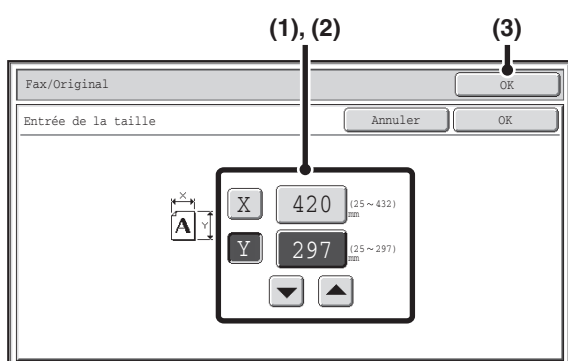 (1), (2) (3)
Fax/Original OK
Entrée de la taille Annuler OK
X 420 (25~432)
mm
X
A Y
Y 297 (25~297)
mm